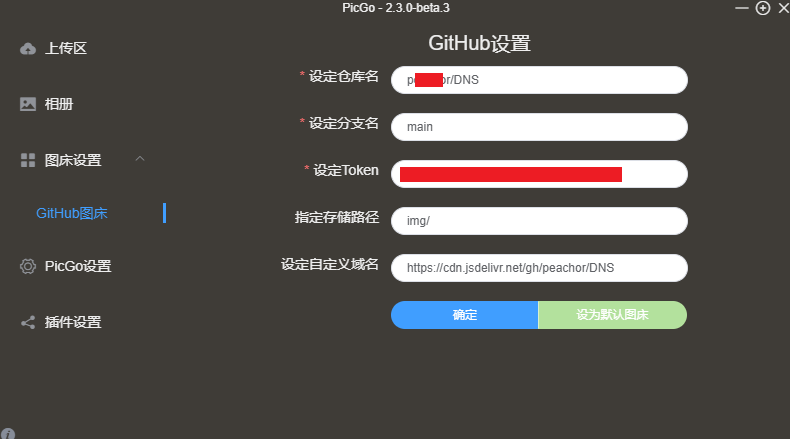 PicGo - 2.3.0-beta.3
上传区
相册
图床设置
GitHub图床
PicGo设置
插件设置
GitHub设置
* 设定仓库名
/DNS
* 设定分支名
main
* 设定Token
指定存储路径
img/
设定自定义域名
https://cdn.jsdelivr.net/gh/peachor/DNS
确定
设为默认图床